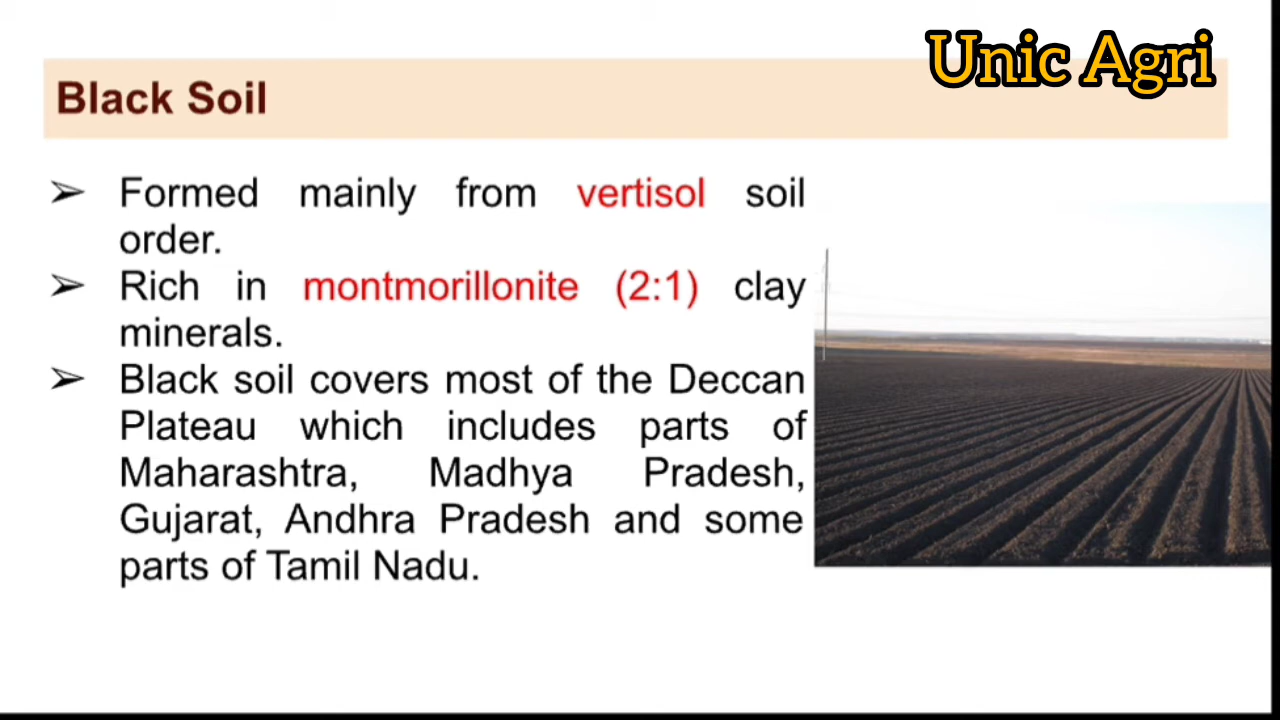 Unic Agri
Black Soil
➢ Formed mainly from vertisol soil
order.
➢ Rich in montmorillonite (2:1) clay
minerals.
➢ Black soil covers most of the Deccan
Plateau which includes parts of
Maharashtra, Madhya Pradesh,
Gujarat, Andhra Pradesh and some
parts of Tamil Nadu.